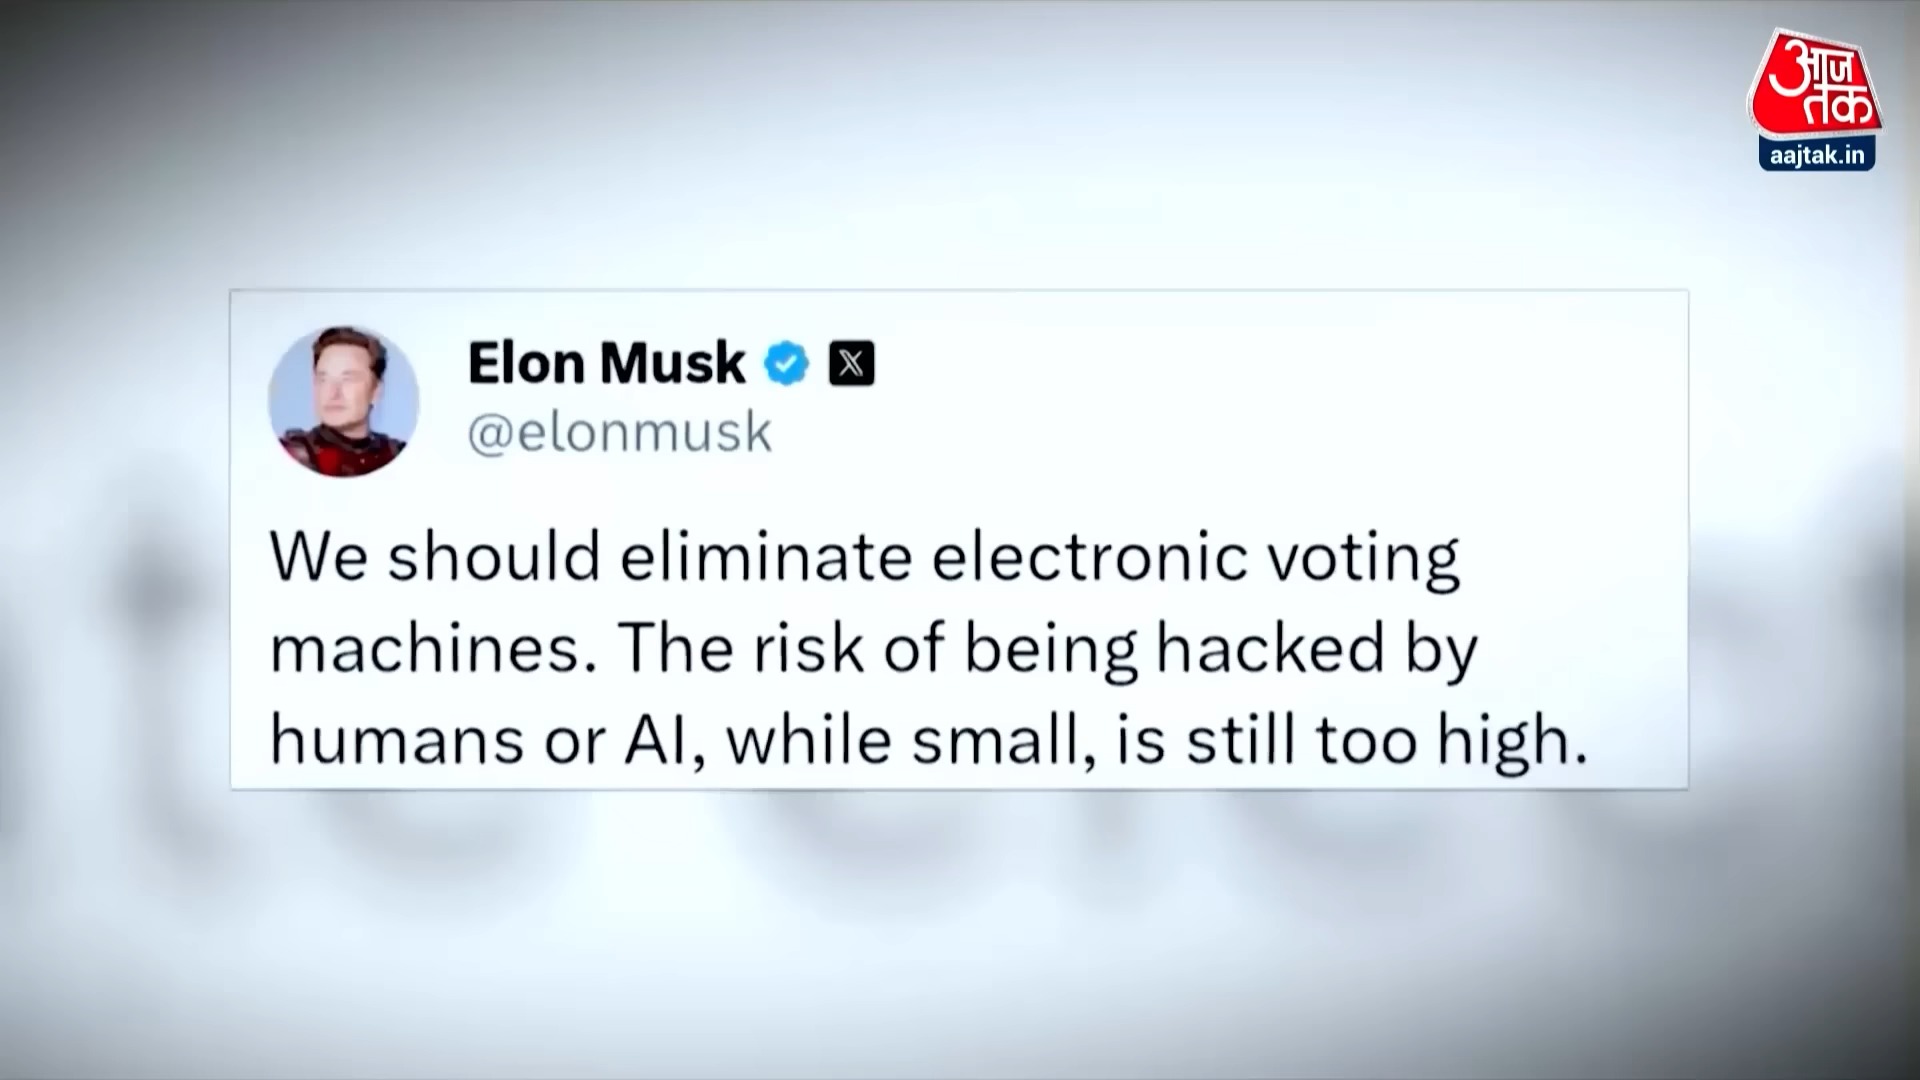 आज
तक
aajtak.in
Elon Musk
@elonmusk
We should eliminate electronic voting
machines. The risk of being hacked by
humans or AI, while small, is still too high.